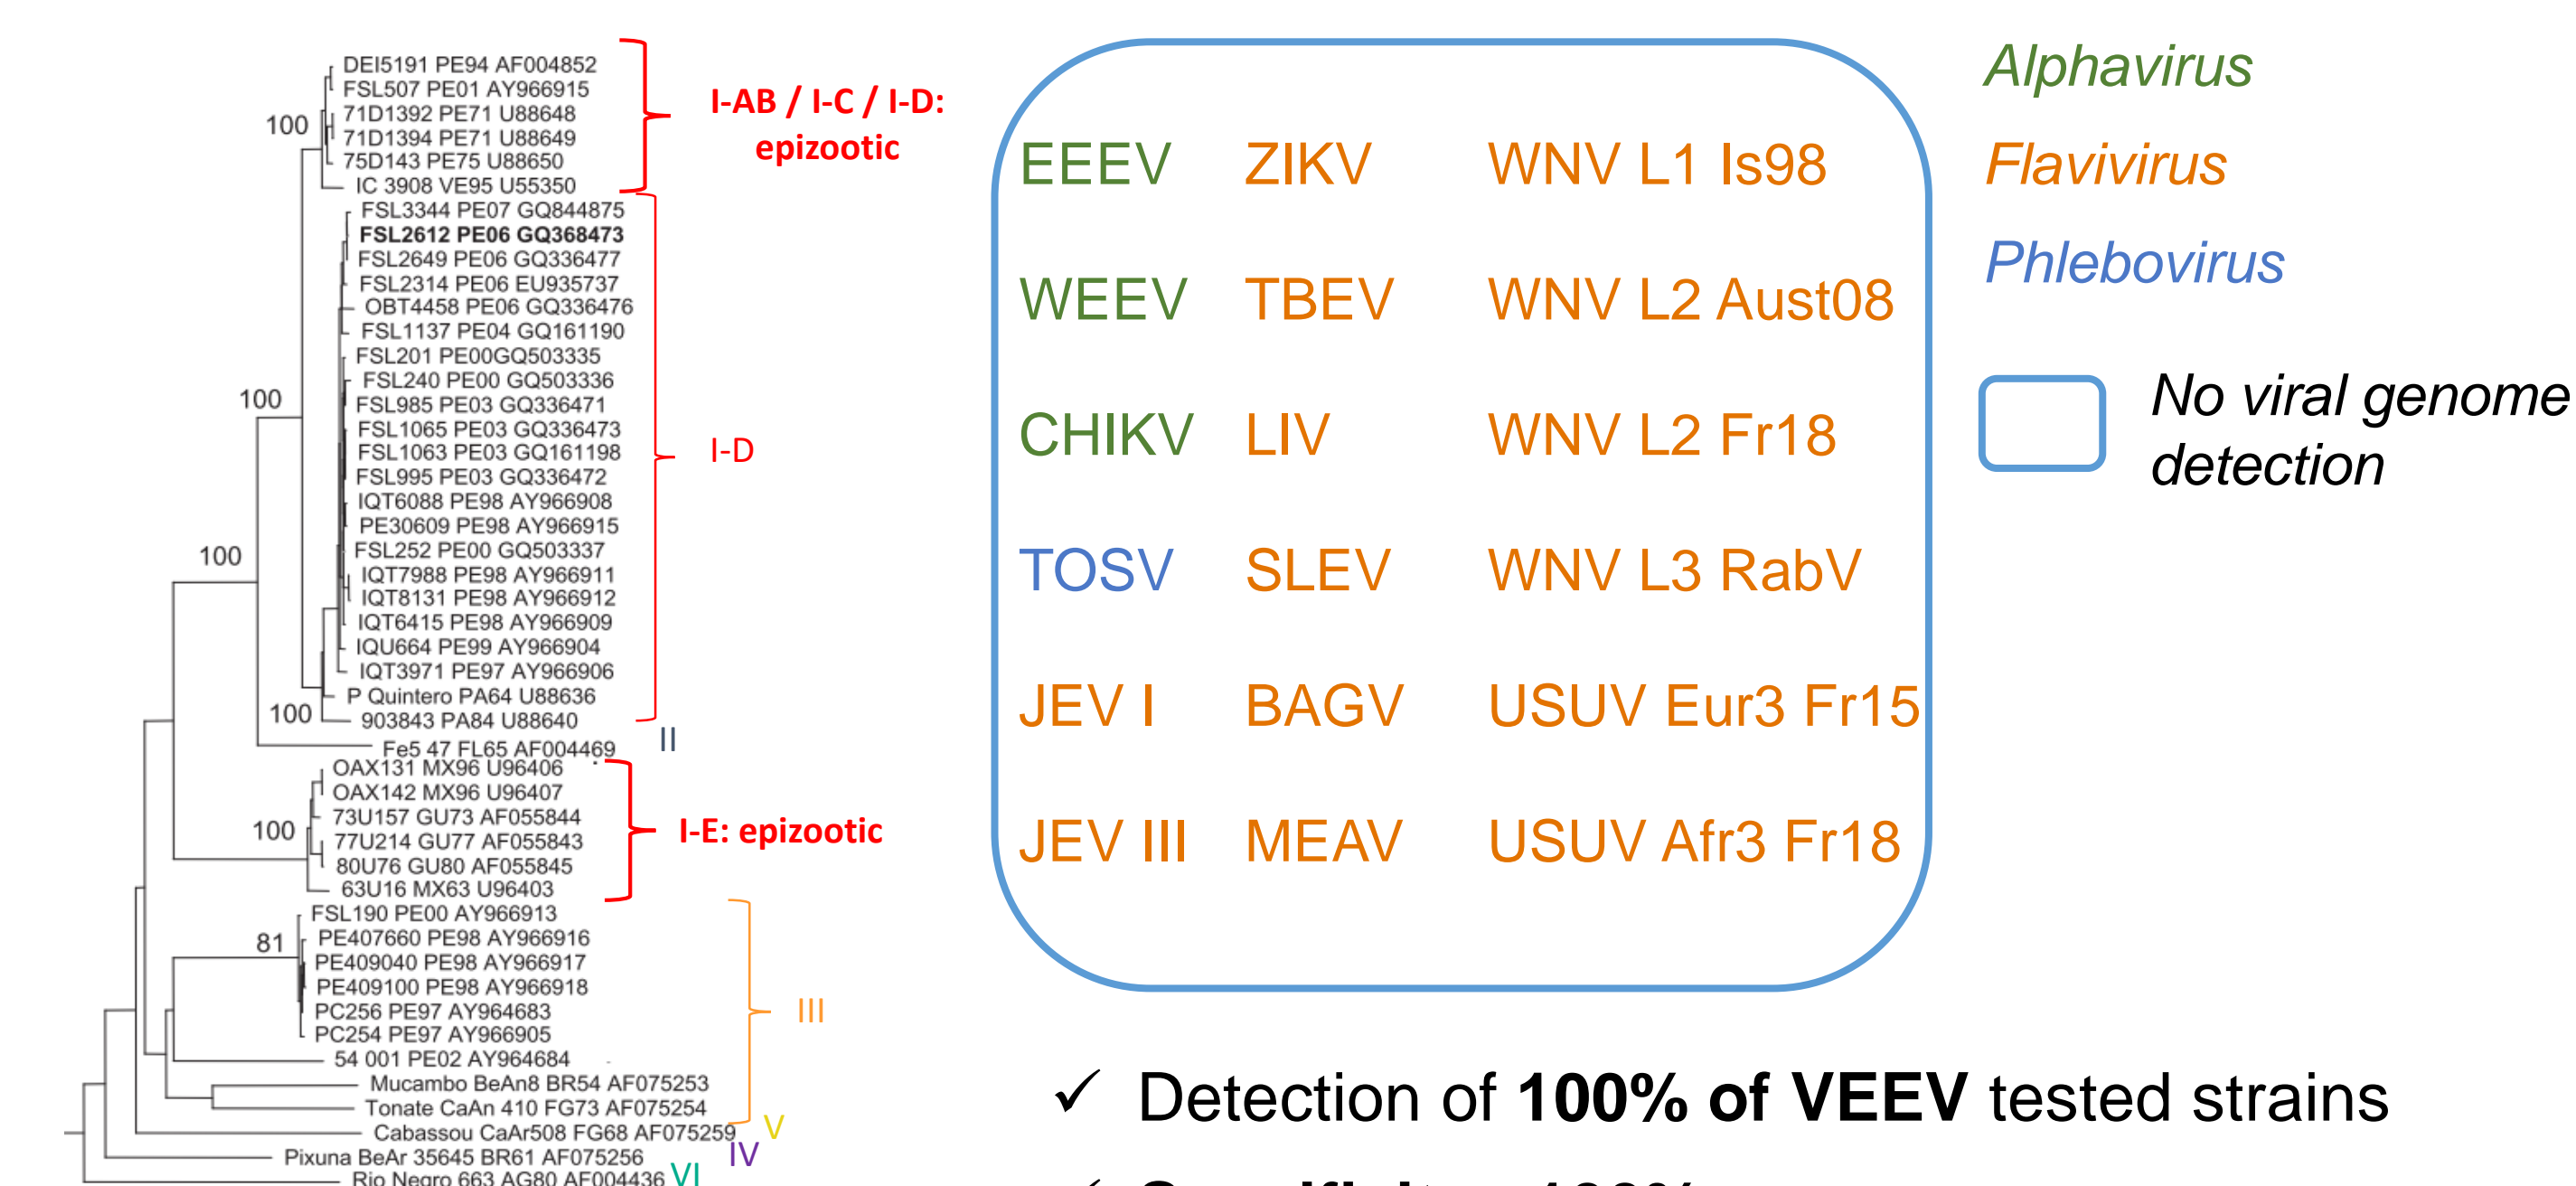 DEI5191 PE94 AF004852
FSL507 PE01 AY966915
71D1392 PE71 U88648
71D1394 PE71 U88649
75D143 PE75 U88650
IC 3908 VE95 U55350
FSL3344 PE07 GQ844875
FSL2612 PE06 GQ368473
FSL2649 PE06 GQ336477
FSL2314 PE06 EU935737
OBT4458 PE06 GQ336476
FSL1137 PE04 GQ161190
FSL201 PE00GQ503335
FSL240 PE00 GQ503336
FSL985 PE03 GQ336471
FSL1065 PE03 GQ336473
FSL1063 PE03 GQ161198
FSL995 PE03 GQ336472
IQT6088 PE98 AY966908
PE30609 PE98 AY966915
FSL252 PE00 GQ503337
IQT7988 PE98 AY966911
IQT8131 PE98 AY966912
IQT6415 PE98 AY966909
IQU664 PE99 AY966904
IQT3971 PE97 AY966906
P Quintero PA64 U88636
903843 PA84 U88640
Fe5 47 FL65 AF004469
OAX131 MX96 U96406
OAX142 MX96 U96407
73U157 GU73 AF055844
77U214 GU77 AF055843
80U76 GU80 AF055845
63U16 MX63 U96403
FSL190 PE00 AY966913
PE407660 PE98 AY966916
PE409040 PE98 AY966917
PE409100 PE98 AY966918
PC256 PE97 AY964683
PC254 PE97 AY966905
54 001 PE02 AY964684
Mucambo BeAn8 BR54 AF075253
Tonate CaAn 410 FG73 AF075254
Cabassou CaAr508 FG68 AF075259
Pixuna BeAr 35645 BR61 AF075256
Rio Negro 663 AG80 AF004436
100
100
100
100
100
81
I-AB / I-C / I-D:
epizootic
I-D
II
I-E: epizootic
III
V
IV
VI
EEEV ZIKV WNV L1 Is98
WEEV TBEV WNV L2 Aust08
CHIKV LIV WNV L2 Fr18
TOSV SLEV WNV L3 RabV
JEV I BAGV USUV Eur3 Fr15
JEV III MEAV USUV Afr3 Fr18
Alphavirus
Flavivirus
Phlebovirus
No viral genome
detection
✓ Detection of 100% of VEEV tested strains